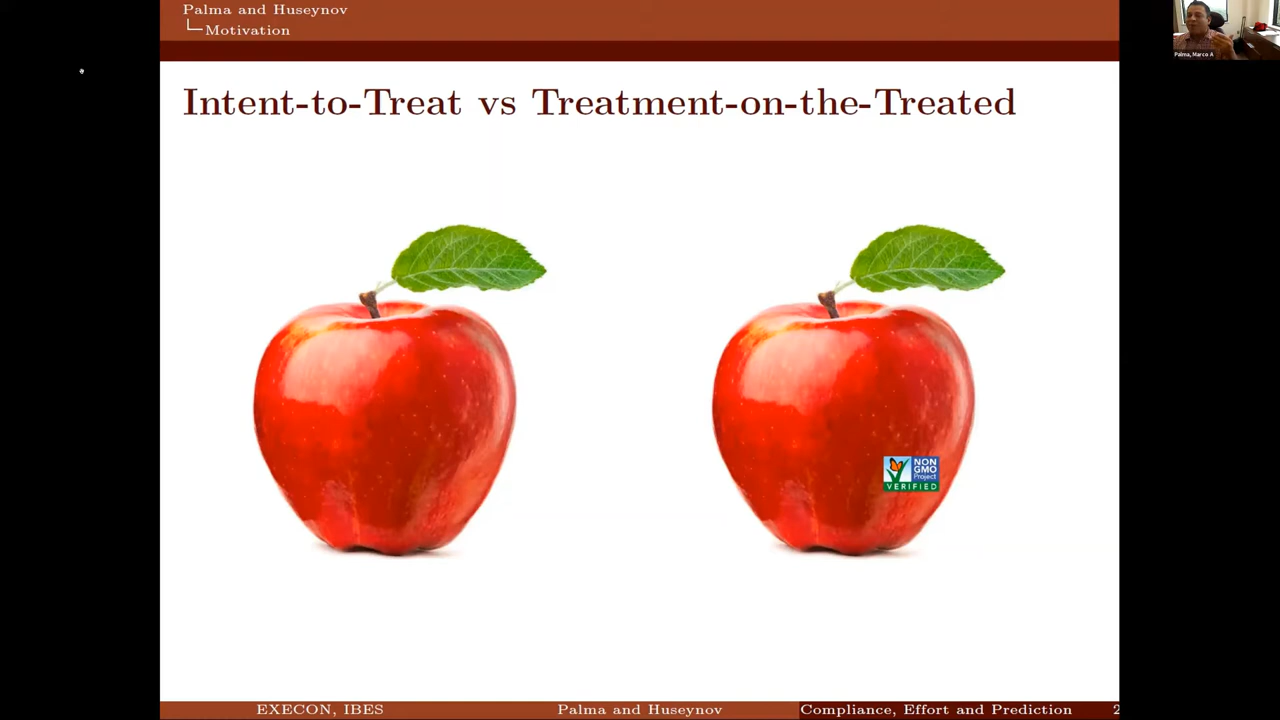 Palma and Huseynov
Motivation
Palma, Marco A
Intent-to-Treat vs Treatment-on-the-Treated
NON
GMO
Project
VERIFIED
EXECON, IBES
Palma and Huseynov
Compliance, Effort and Prediction
2